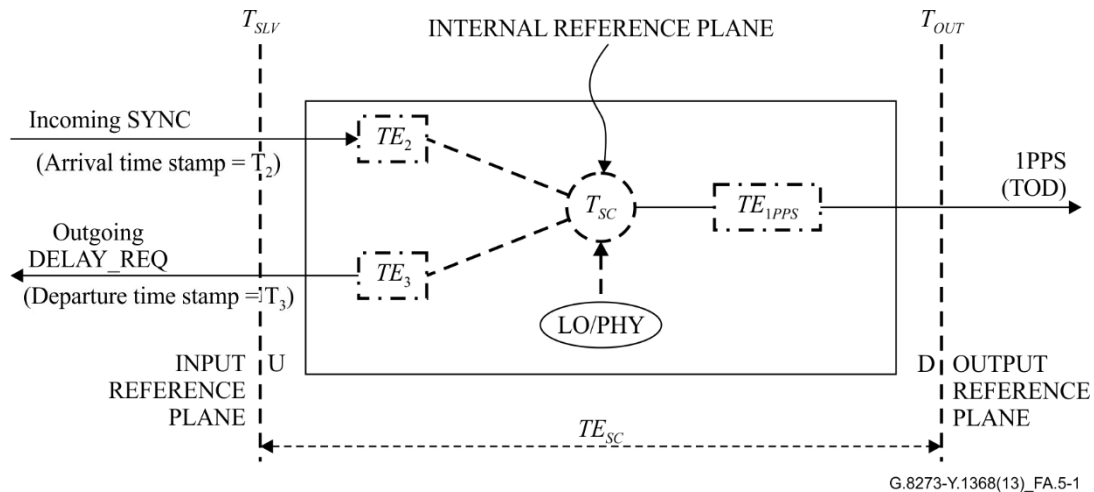 T_SLV
INTERNAL REFERENCE PLANE
T_OUT
Incoming SYNC
(Arrival time stamp = T_2)
TE_2
Outgoing
DELAY_REQ
(Departure time stamp = T_3)
TE_3
T_SC
LO/PHY
TE_1PPS
1PPS
(TOD)
INPUT
REFERENCE
PLANE
U
D
OUTPUT
REFERENCE
PLANE
TE_SC
G.8273-Y.1368(13)_FA.5-1